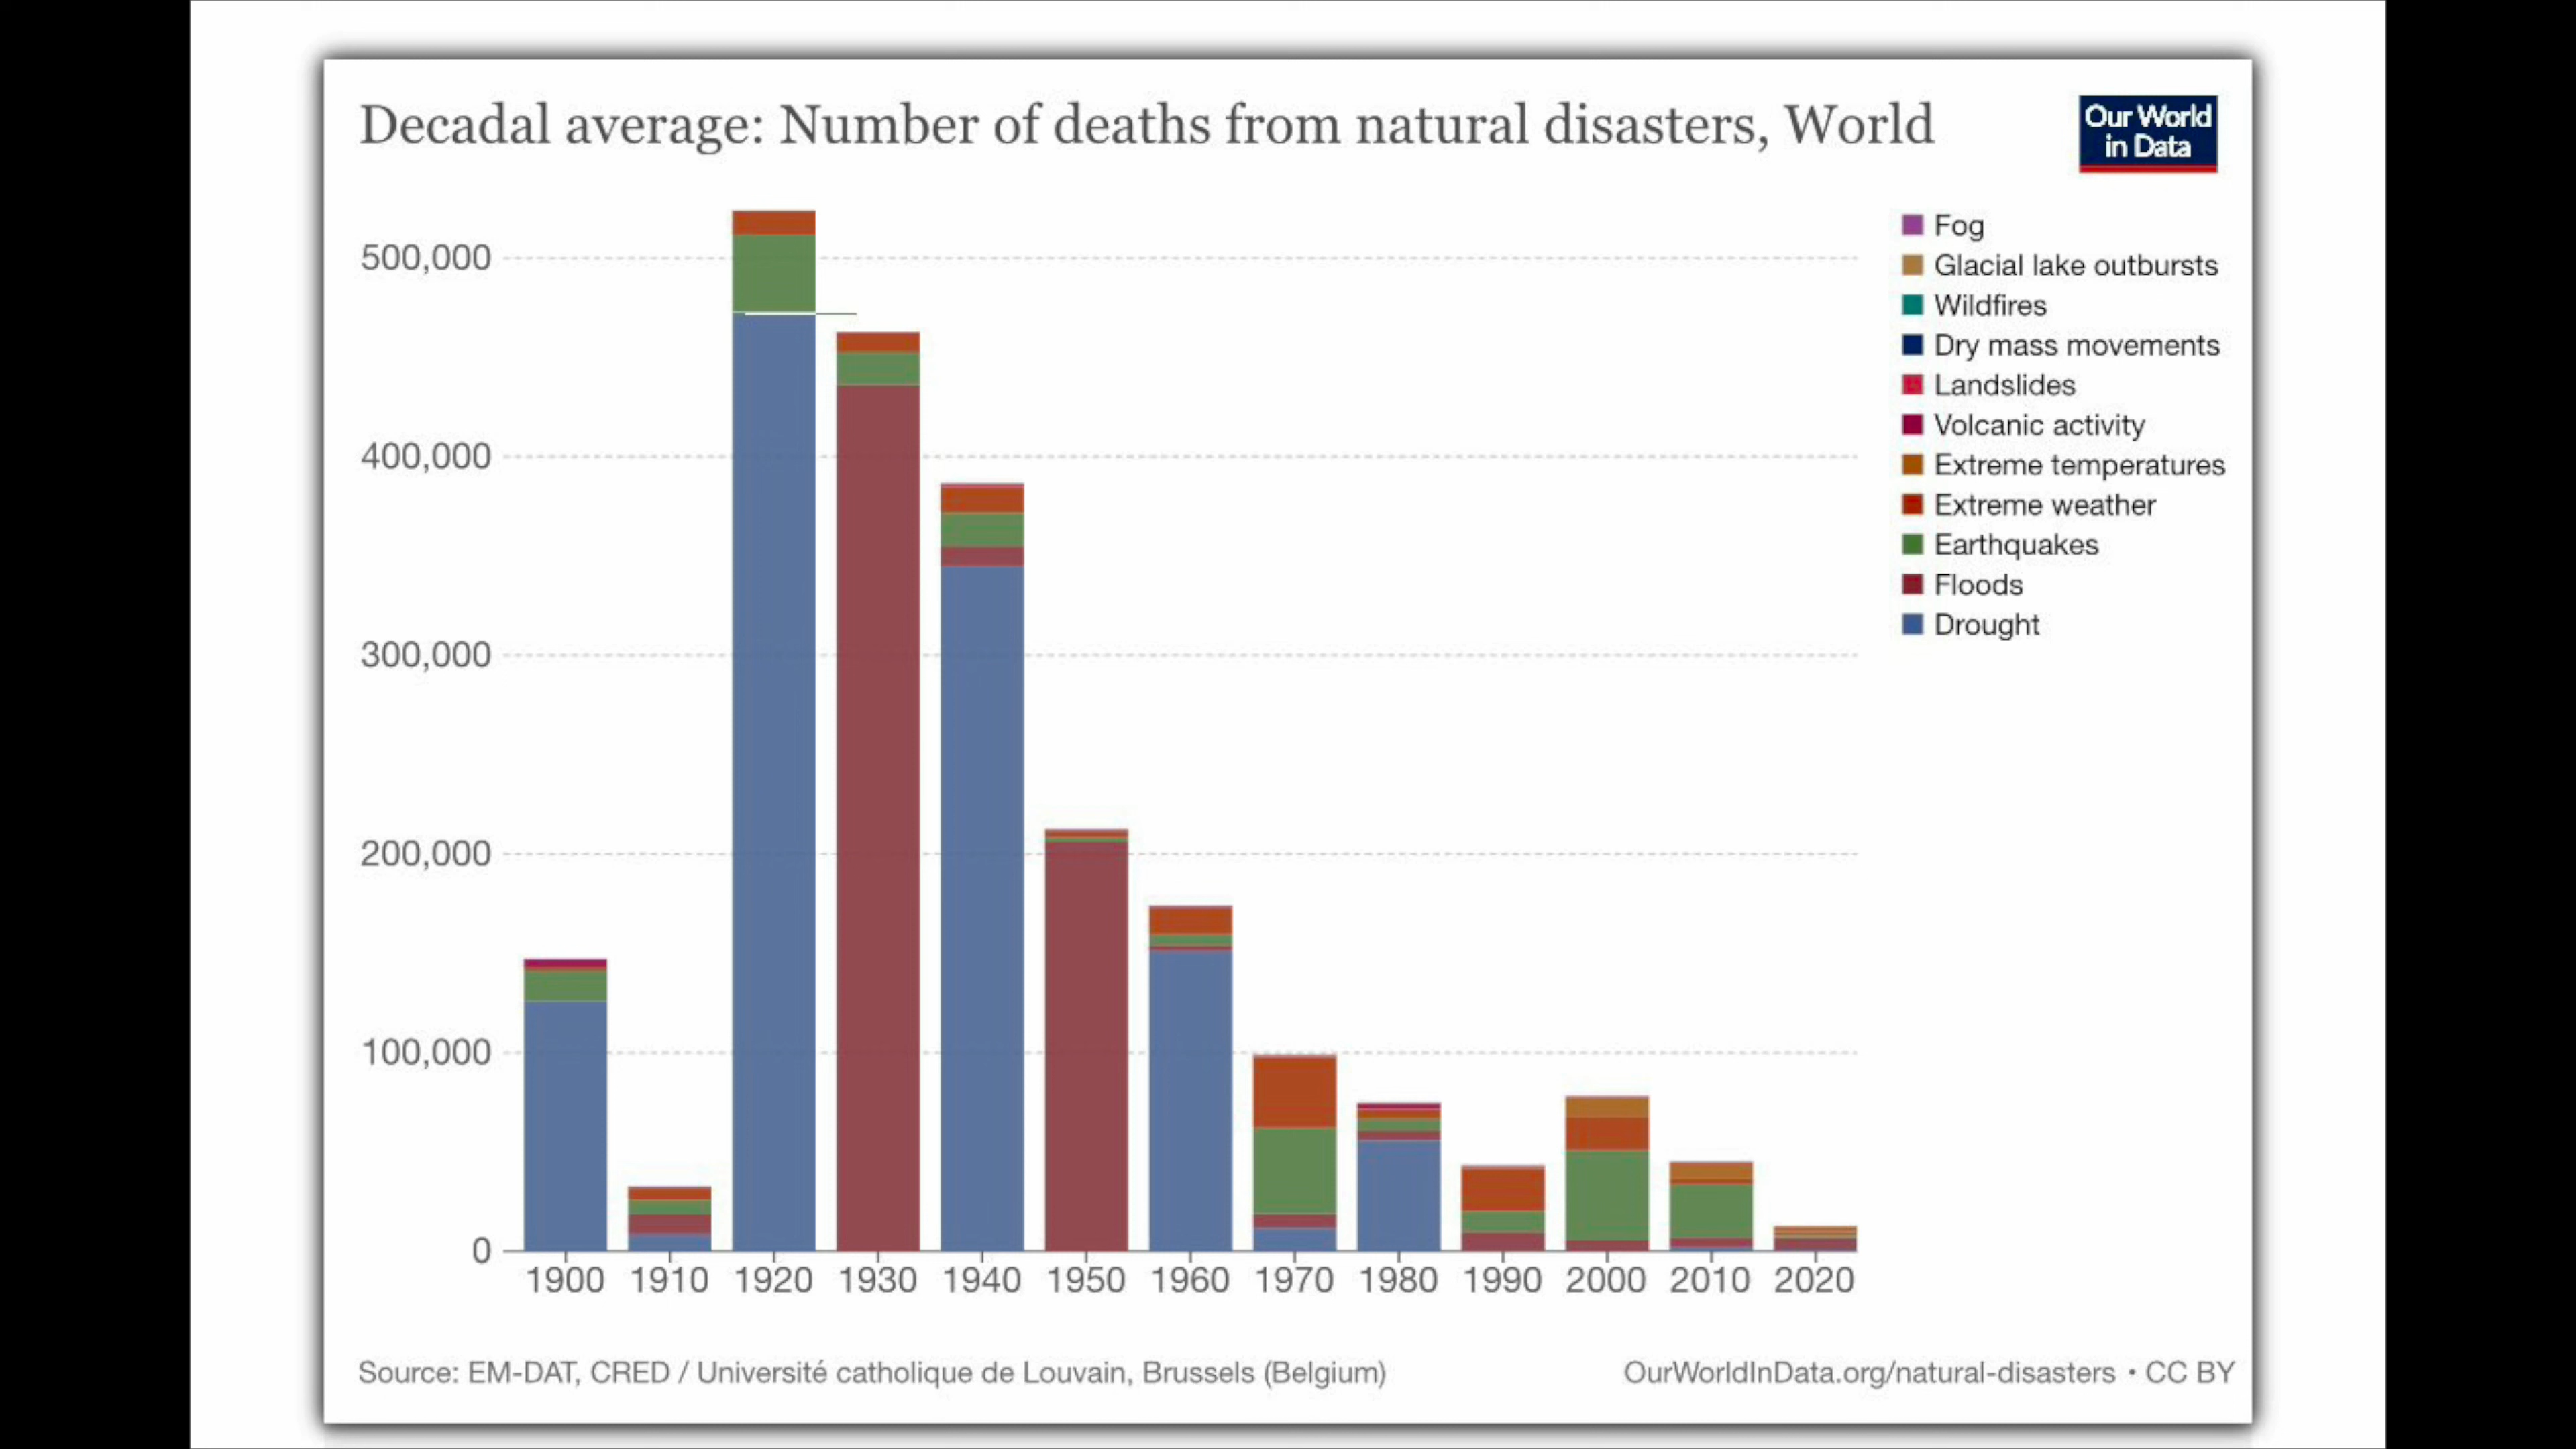 Decadal average: Number of deaths from natural disasters, World
Our World
in Data
Fog
Glacial lake outbursts
Wildfires
Dry mass movements
Landslides
Volcanic activity
Extreme temperatures
Extreme weather
Earthquakes
Floods
Drought
500,000
400,000
300,000
200,000
100,000
0
1900 1910 1920 1930 1940 1950 1960 1970 1980 1990 2000 2010 2020
Source: EM-DAT, CRED / Université catholique de Louvain, Brussels (Belgium)
OurWorldInData.org/natural-disasters • CC BY